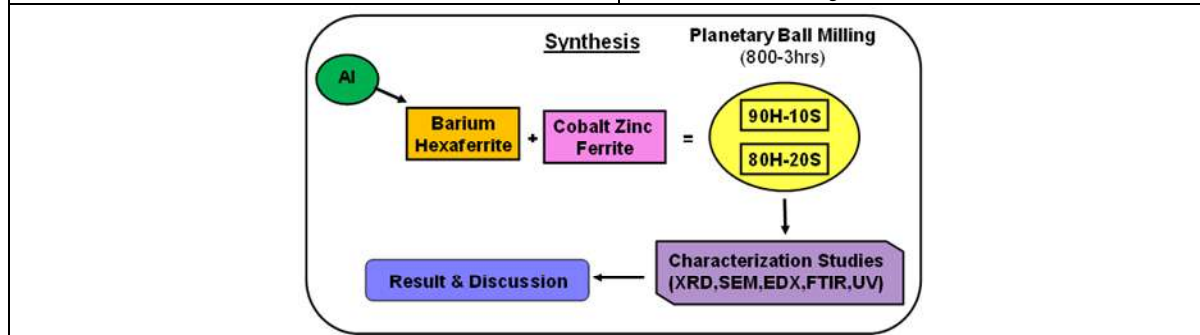 Synthesis
Planetary Ball Milling
(800-3hrs)
Al
Barium
Hexaferrite
+
Cobalt Zinc
Ferrite
=
90H-10S
80H-20S
Characterization Studies
(XRD,SEM,EDX,FTIR,UV)
Result & Discussion